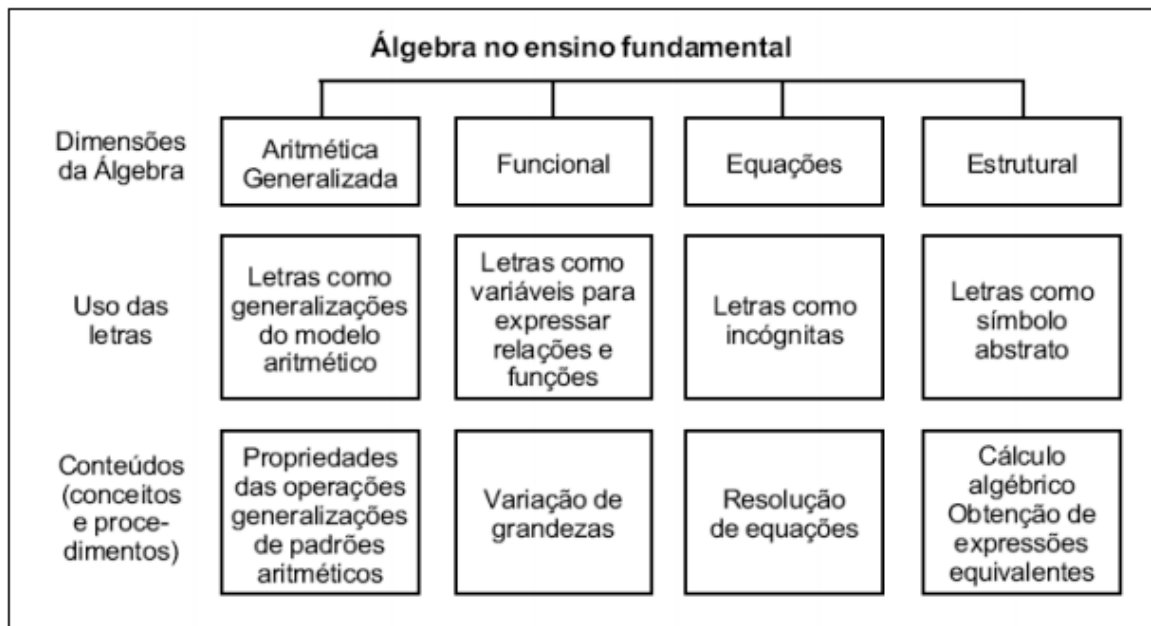 Álgebra no ensino fundamental
Dimensões
da Álgebra
Aritmética
Generalizada
Funcional
Equações
Estrutural
Uso das
letras
Letras como
generalizações
do modelo
aritmético
Letras como
variáveis para
expressar
relações e
funções
Letras como
incógnitas
Letras como
símbolo
abstrato
Conteúdos
(conceitos
e proce-
dimentos)
Propriedades
das operações
generalizações
de padrões
aritméticos
Variação de
grandezas
Resolução
de equações
Cálculo
algébrico
Obtenção de
expressões
equivalentes